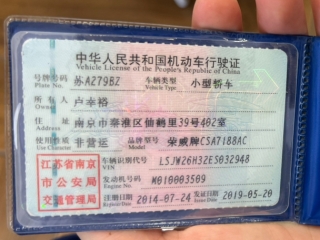 中华人民共和国机动车行驶证
Vehicle License of the People's Republic of China
号牌号码 苏A279BZ 车辆类型 小型轿车
Plate No. Vehicle Type
所有人 卢幸裕
Owner
住址 南京市秦淮区仙鹤里39号402室
Address
使用性质 非营运 品牌型号 荣威牌CSA7188AC
Use Character Model
江苏省南京市公安局交通管理局
车辆识别代号 LSJW26H32ES032948
VIN
发动机号码 M010003509
Engine No.
注册日期 2014-07-24 发证日期 2019-05-20
Register Date Issue Date